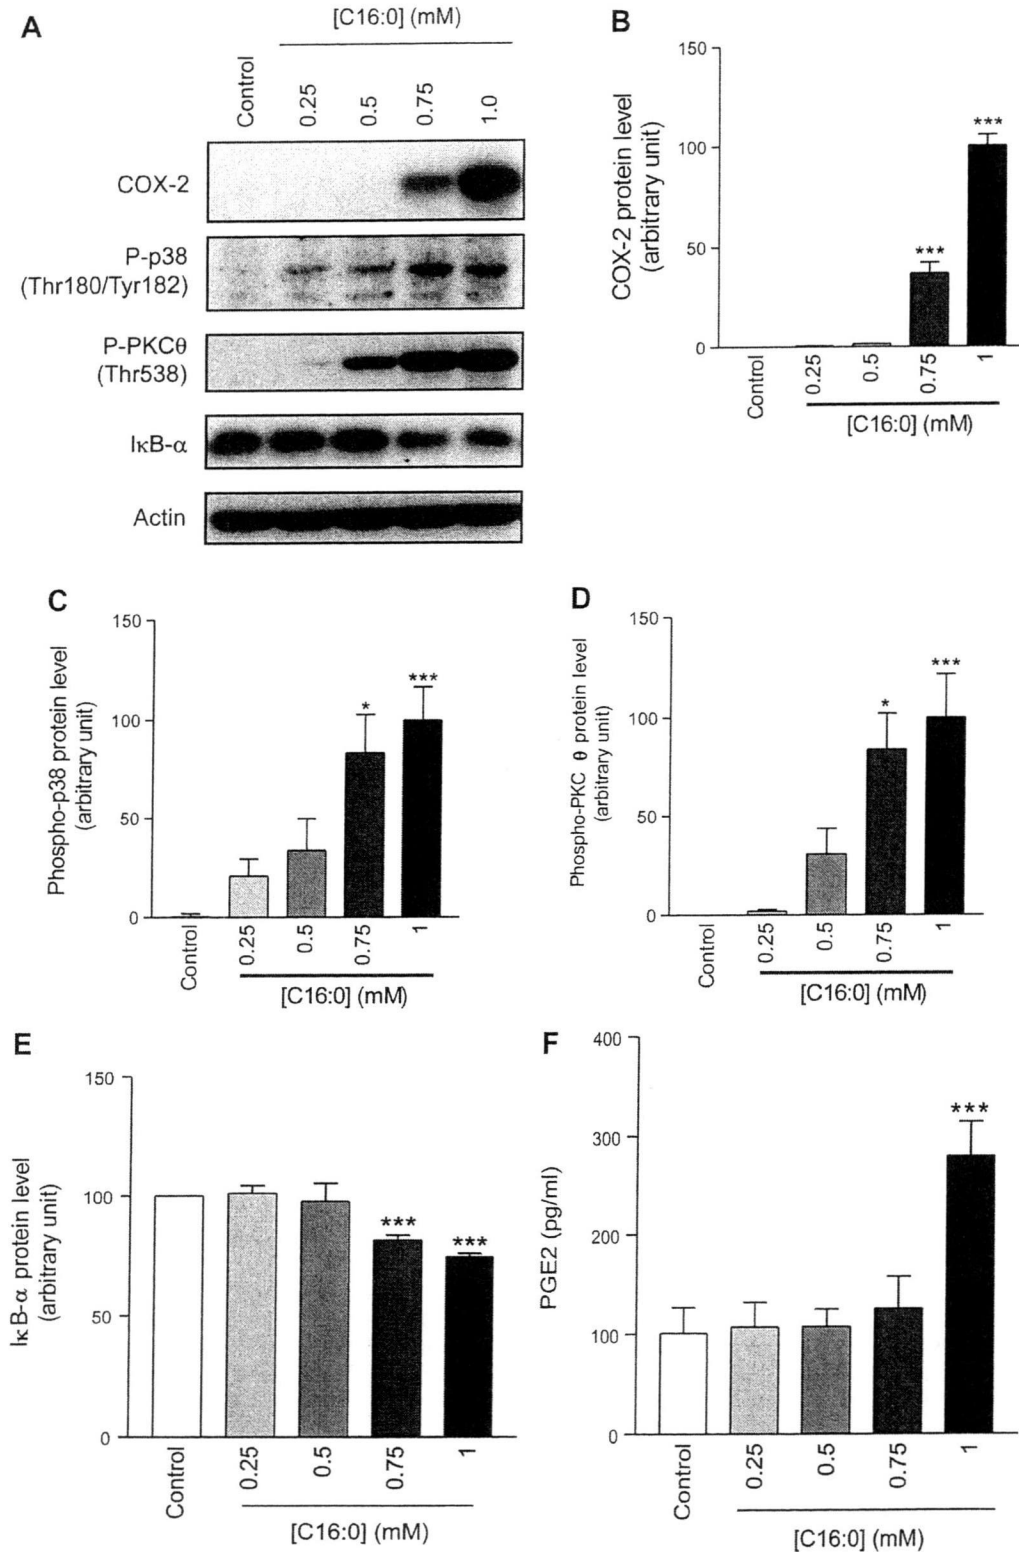 A
[C16:0] (mM)
Control
0.25
0.5
0.75
1.0
COX-2
P-p38
(Thr180/Tyr182)
P-PKCθ
(Thr538)
IκB-α
Actin
B
COX-2 protein level
(arbitrary unit)
150
100
50
0
***
***
Control
0.25
0.5
0.75
1
[C16:0] (mM)
C
Phospho-p38 protein level
(arbitrary unit)
150
100
50
0
*
***
Control
0.25
0.5
0.75
1
[C16:0] (mM)
D
Phospho-PKC θ protein level
(arbitrary unit)
150
100
50
0
*
***
Control
0.25
0.5
0.75
1
[C16:0] (mM)
E
IκB-α protein level
(arbitrary unit)
150
100
50
0
***
***
Control
0.25
0.5
0.75
1
[C16:0] (mM)
F
PGE2 (pg/ml)
400
300
200
100
0
***
Control
0.25
0.5
0.75
1
[C16:0] (mM)